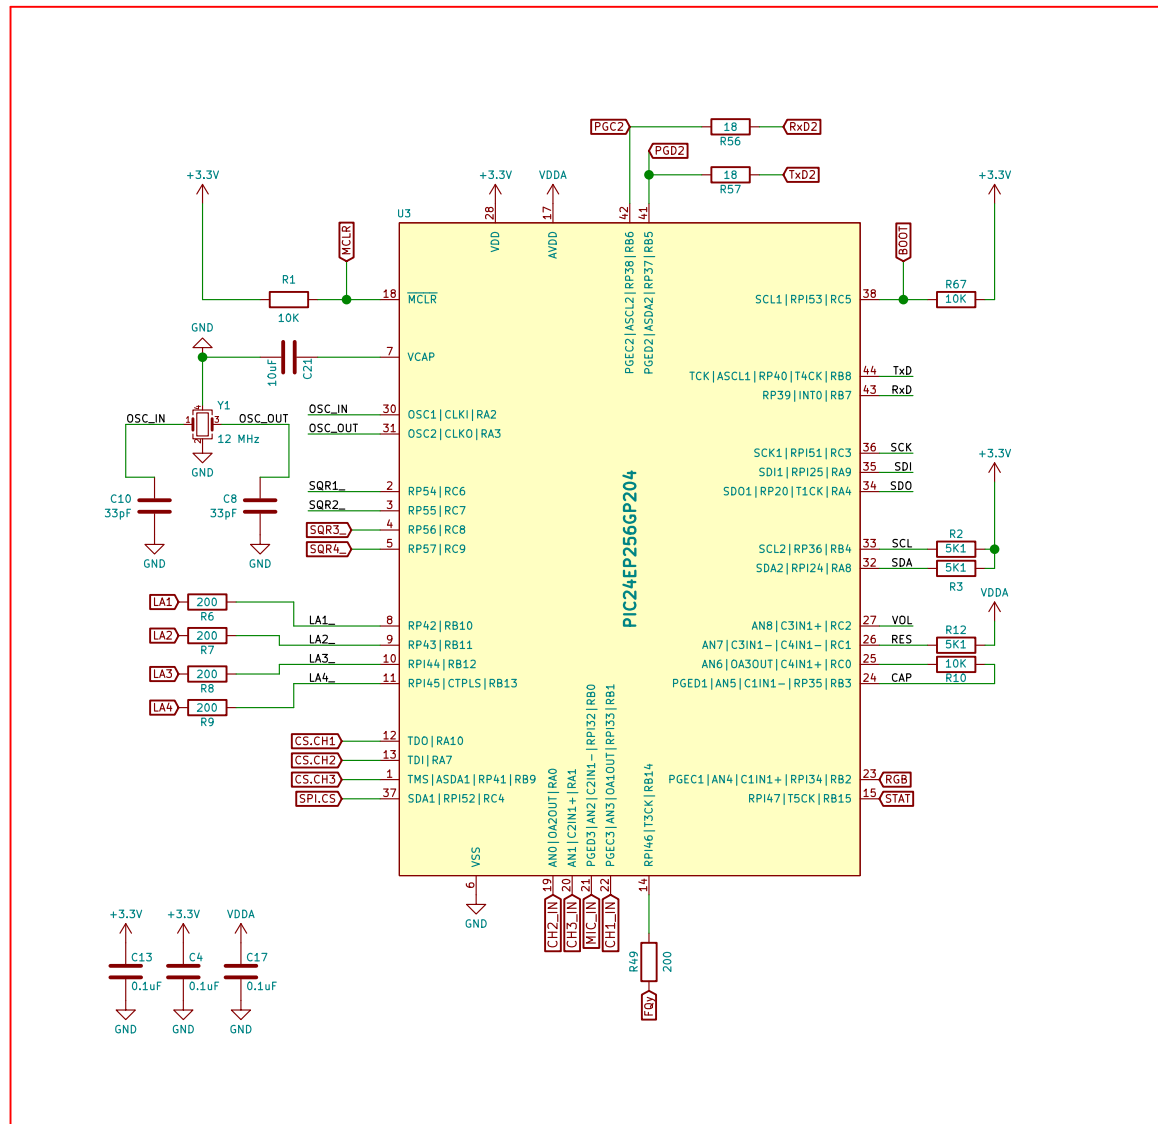 PGC2
18
R56
RxD2
PGD2
18
R57
TxD2
+3.3V
+3.3V
VDDA
+3.3V
U3
28
17
42
41
VDD
AVDD
PGEC2|ASCL2|RP38|RB6
PGED2|ASDA2|RP37|RB5
MCLR
BOOT
R1
10K
18
MCLR
SCL1|RPI53|RC5
38
R67
10K
GND
10uF
C21
7
VCAP
TCK|ASCL1|RP40|T4CK|RB8
44
TxD
RP39|INT0|RB7
43
RxD
OSC_IN
4
1
3
2
Y1
OSC_OUT
12 MHz
GND
OSC_IN
30
OSC1|CLKI|RA2
OSC_OUT
31
OSC2|CLKO|RA3
SCK1|RPI51|RC3
36
SCK
SDI1|RPI25|RA9
35
SDI
SDO1|RP20|T1CK|RA4
34
SDO
+3.3V
C10
33pF
GND
C8
33pF
GND
SQR1_
2
RP54|RC6
SQR2_
3
RP55|RC7
SQR3_
4
RP56|RC8
SQR4_
5
RP57|RC9
PIC24EP256GP204
SCL2|RP36|RB4
33
SCL
R2
5K1
SDA2|RPI24|RA8
32
SDA
5K1
R3
VDDA
LA1
200
R6
LA1_
8
RP42|RB10
LA2
200
R7
LA2_
9
RP43|RB11
LA3
200
R8
LA3_
10
RPI44|RB12
LA4
200
R9
LA4_
11
RPI45|CTPLS|RB13
AN8|C3IN1+|RC2
27
VOL
AN7|C3IN1-|C4IN1-|RC1
26
RES
R12
5K1
AN6|OA3OUT|C4IN1+|RC0
25
10K
R10
PGED1|AN5|C1IN1-|RP35|RB3
24
CAP
CS.CH1
12
TDO|RA10
CS.CH2
13
TDI|RA7
CS.CH3
1
TMS|ASDA1|RP41|RB9
SPI.CS
37
SDA1|RPI52|RC4
PGEC1|AN4|C1IN1+|RPI34|RB2
23
RGB
RPI47|T5CK|RB15
15
STAT
VSS
6
GND
AN0|OA2OUT|RA0
19
CH2_IN
AN1|C2IN1+|RA1
20
CH3_IN
PGED3|AN2|C2IN1-|RPI32|RB0
21
MIC_IN
PGEC3|AN3|OA1OUT|RPI33|RB1
22
CH1_IN
RPI46|T3CK|RB14
14
R49
200
FQy
+3.3V
C13
0.1uF
GND
+3.3V
C4
0.1uF
GND
VDDA
C17
0.1uF
GND